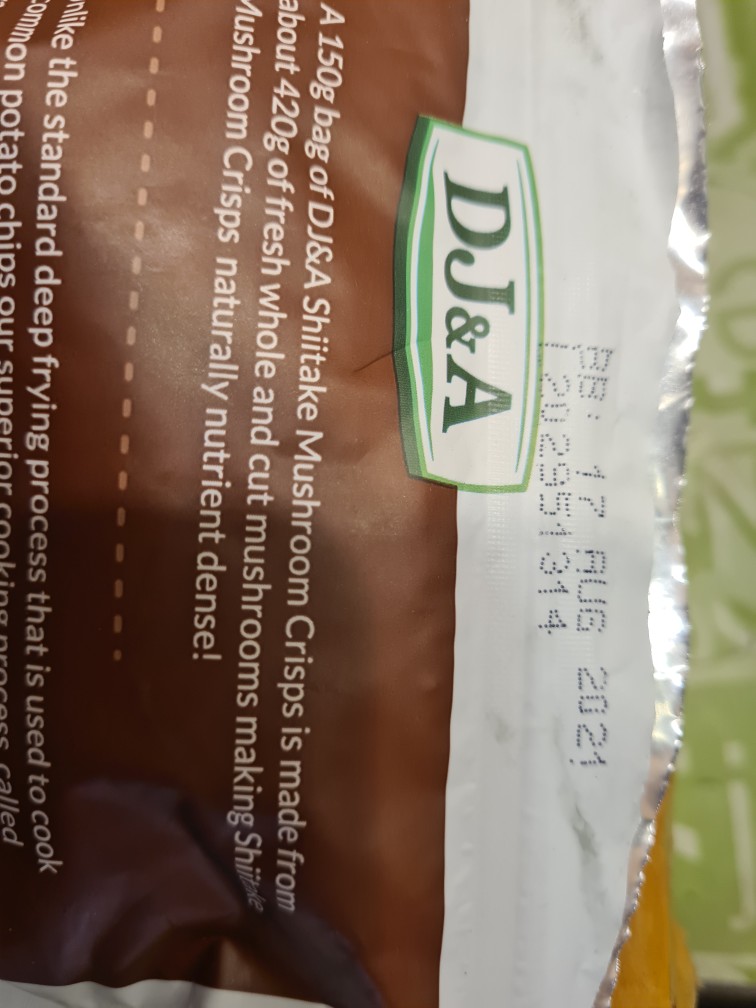 BB: 17 AUG 2021
202951314
DJ&A
A 150g bag of DJ&A Shiitake Mushroom Crisps is made from
about 420g of fresh whole and cut mushrooms making Shiitake
Mushroom Crisps naturally nutrient dense!
nlike the standard deep frying process that is used to cook
common potato chips our superior cooking process called